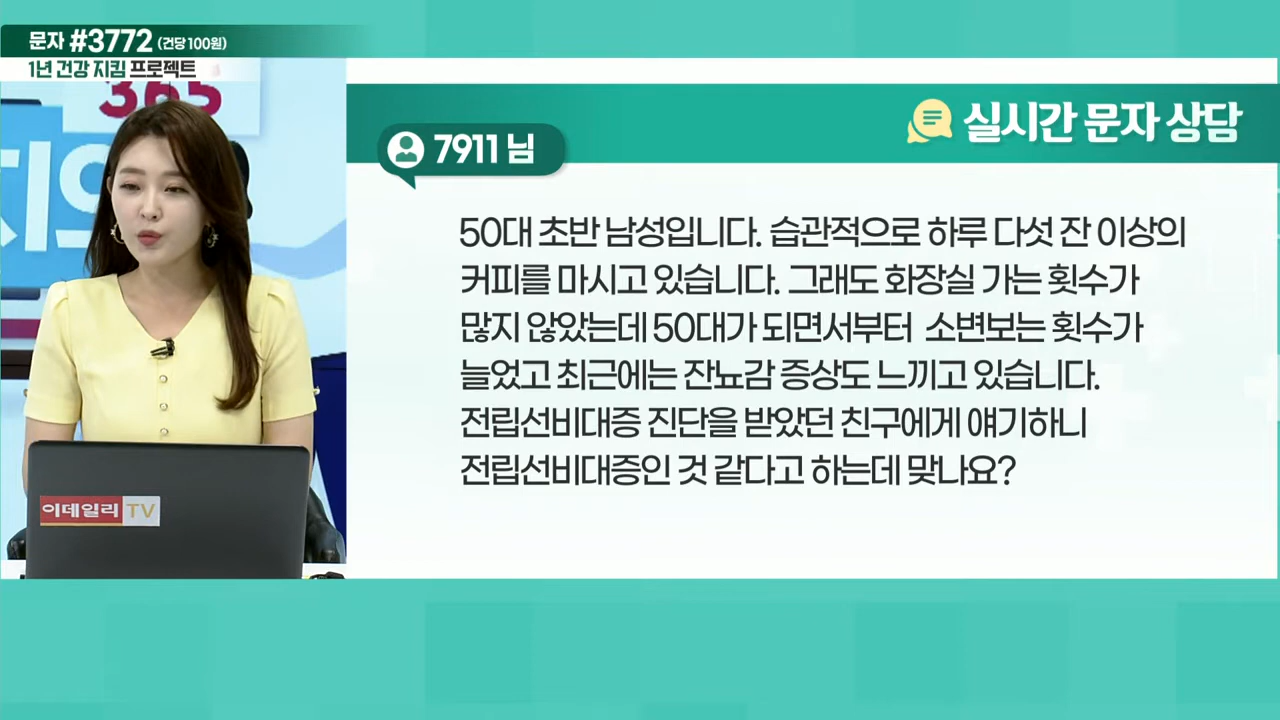 문자 #3772 (건당 100원)
1년 건강 지킴 프로젝트
365
실시간 문자 상담
7911 님
50대 초반 남성입니다. 습관적으로 하루 다섯 잔 이상의
커피를 마시고 있습니다. 그래도 화장실 가는 횟수가
많지 않았는데 50대가 되면서부터 소변보는 횟수가
늘었고 최근에는 잔뇨감 증상도 느끼고 있습니다.
전립선비대증 진단을 받았던 친구에게 얘기하니
전립선비대증인 것 같다고 하는데 맞나요?
이데일리 TV